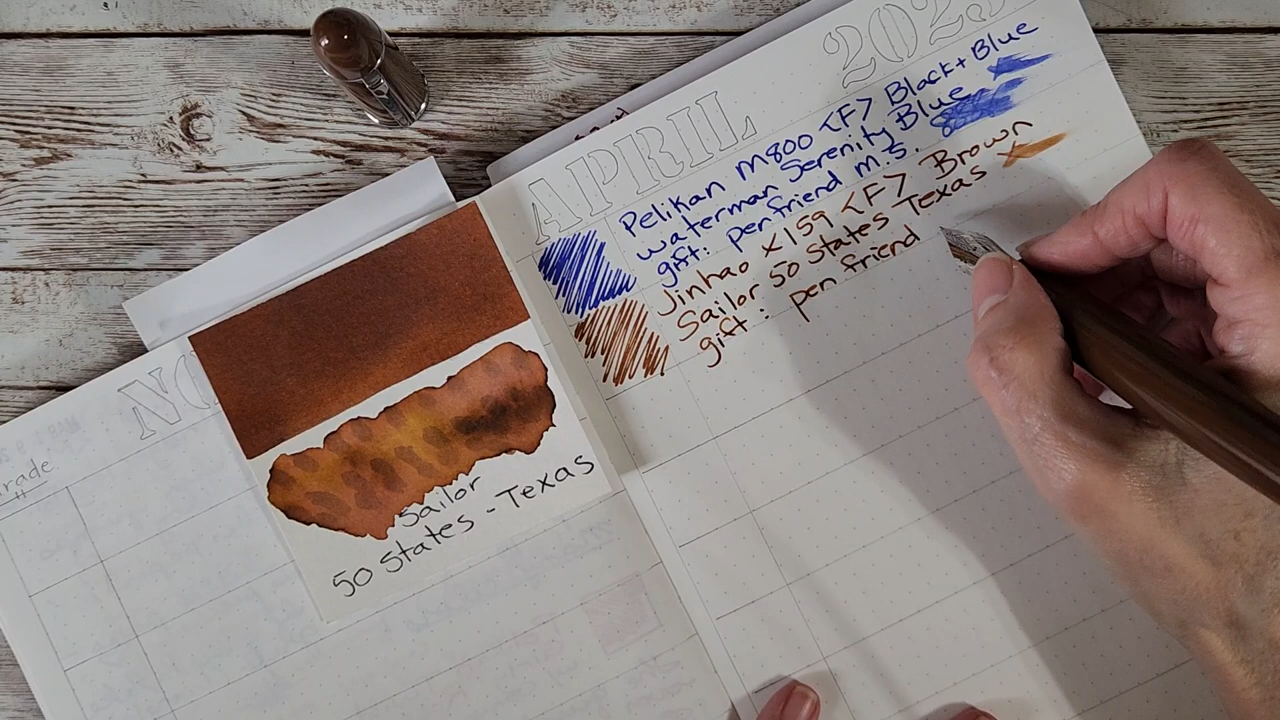 APRIL 2023
Pelikan M800 <F> Black+Blue
waterman Serenity Blue
gift: penfriend M.S.
Jinhao x159 <F> Brown
Sailor 50 States Texas
gift: pen friend
NO
rade
Sailor
50 States - Texas